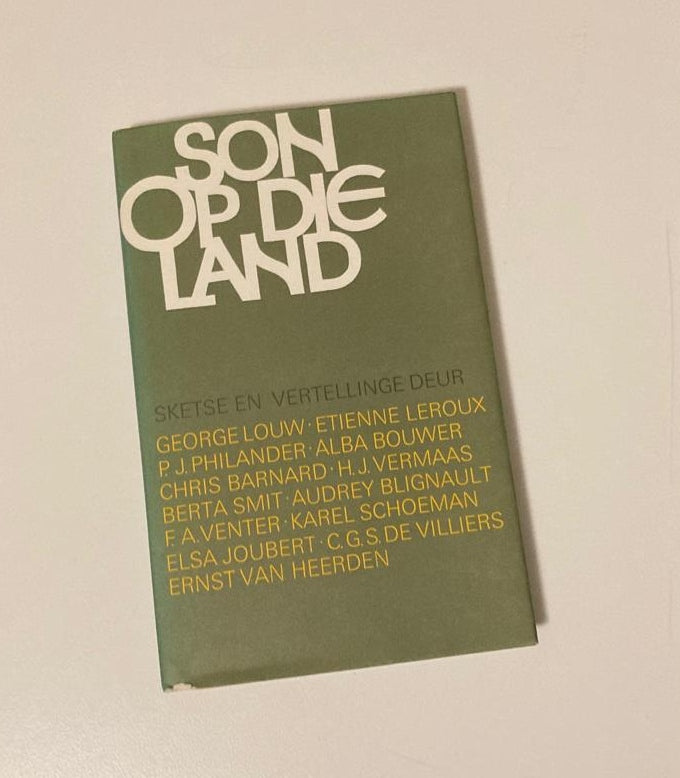 SON
OP DIE
LAND
SKETSE EN VERTELLINGE DEUR
GEORGE LOUW · ETIENNE LEROUX
P. J. PHILANDER · ALBA BOUWER
CHRIS BARNARD · H. J. VERMAAS
BERTA SMIT · AUDREY BLIGNAULT
F. A. VENTER · KAREL SCHOEMAN
ELSA JOUBERT · C. G. S. DE VILLIERS
ERNST VAN HEERDEN